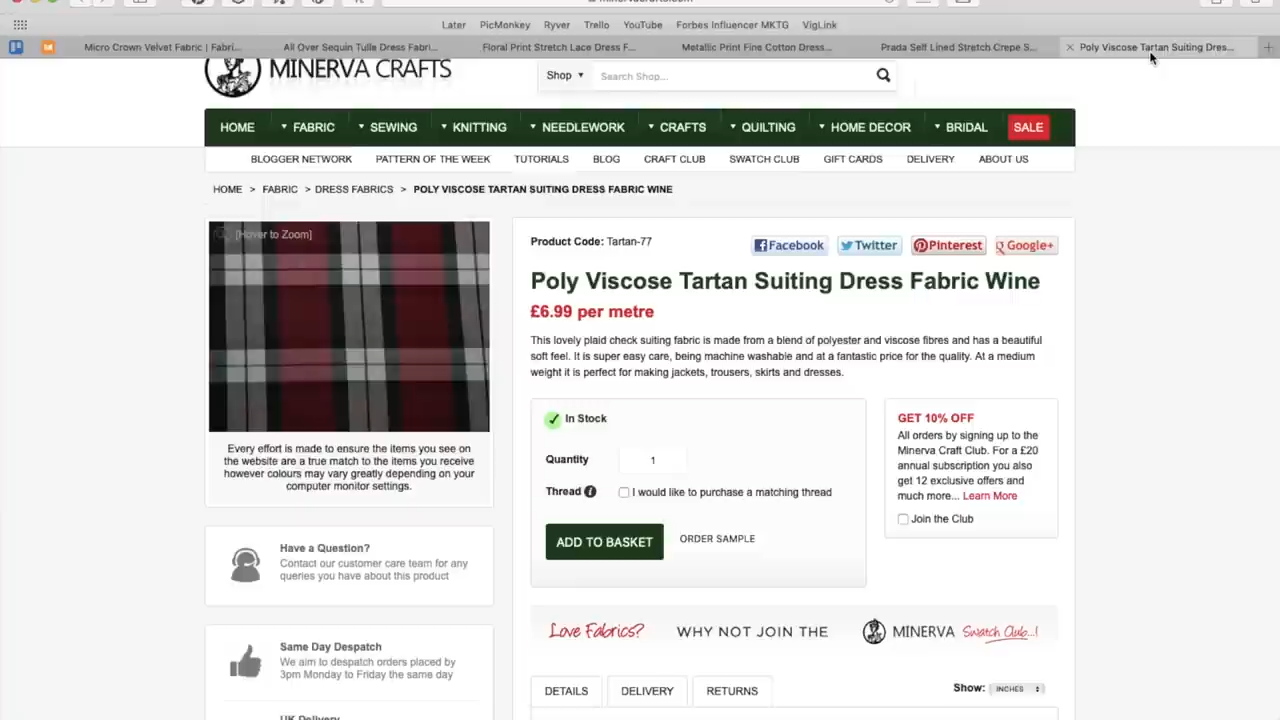 minervacrafts.com
Later PicMonkey Ryver Trello YouTube Forbes Influencer MKTG VigLink
Micro Crown Velvet Fabric | Fabri... All Over Sequin Tulle Dress Fabri... Floral Print Stretch Lace Dress F... Metallic Print Fine Cotton Dress... Prada Self Lined Stretch Crepe S... Poly Viscose Tartan Suiting Dres...
MINERVA CRAFTS
Shop Search Shop...
HOME FABRIC SEWING KNITTING NEEDLEWORK CRAFTS QUILTING HOME DECOR BRIDAL SALE
BLOGGER NETWORK PATTERN OF THE WEEK TUTORIALS BLOG CRAFT CLUB SWATCH CLUB GIFT CARDS DELIVERY ABOUT US
HOME > FABRIC > DRESS FABRICS > POLY VISCOSE TARTAN SUITING DRESS FABRIC WINE
[Hover to Zoom]
Every effort is made to ensure the items you see on
the website are a true match to the items you receive
however colours may vary greatly depending on your
computer monitor settings.
Have a Question?
Contact our customer care team for any
queries you have about this product
Same Day Despatch
We aim to despatch orders placed by
3pm Monday to Friday the same day
UK Delivery
Product Code: Tartan-77
Facebook Twitter Pinterest Google+
Poly Viscose Tartan Suiting Dress Fabric Wine
£6.99 per metre
This lovely plaid check suiting fabric is made from a blend of polyester and viscose fibres and has a beautiful
soft feel. It is super easy care, being machine washable and at a fantastic price for the quality. At a medium
weight it is perfect for making jackets, trousers, skirts and dresses.
In Stock
Quantity 1
Thread I would like to purchase a matching thread
ADD TO BASKET ORDER SAMPLE
GET 10% OFF
All orders by signing up to the
Minerva Craft Club. For a £20
annual subscription you also
get 12 exclusive offers and
much more... Learn More
Join the Club
Love Fabrics? WHY NOT JOIN THE MINERVA Swatch Club...!
DETAILS DELIVERY RETURNS
Show: INCHES